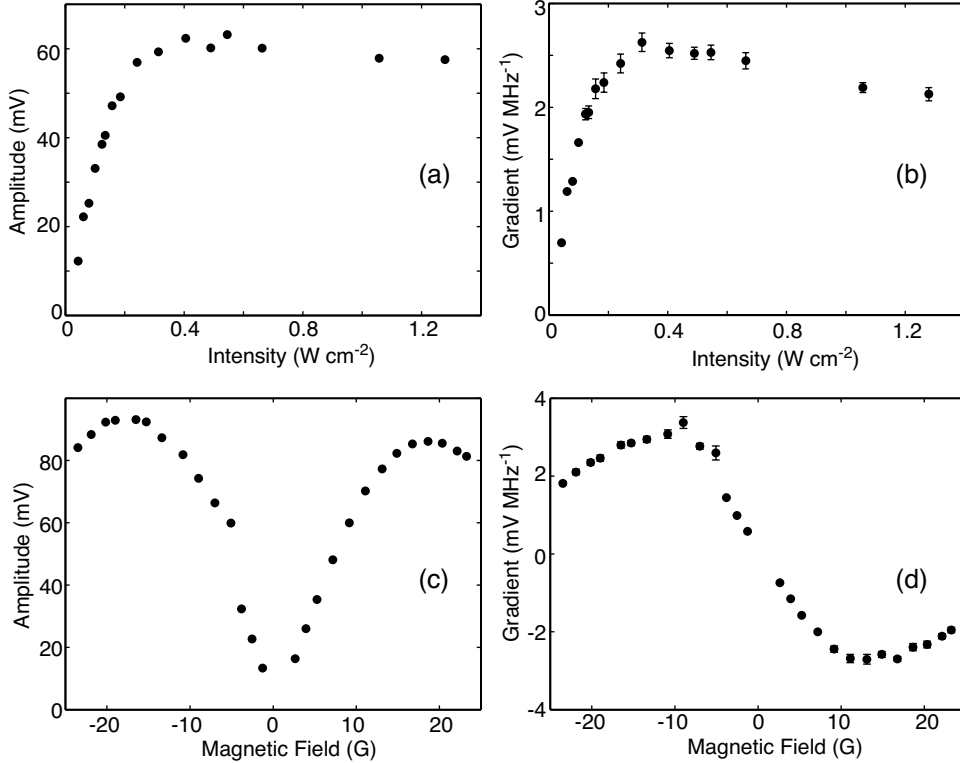 60
40
20
0
Amplitude (mV)
(a)
0 0.4 0.8 1.2
Intensity (W cm-2)
3
2
1
0
Gradient (mV MHz-1)
(b)
0 0.4 0.8 1.2
Intensity (W cm-2)
80
60
40
20
0
Amplitude (mV)
(c)
-20 -10 0 10 20
Magnetic Field (G)
4
2
0
-2
-4
Gradient (mV MHz-1)
(d)
-20 -10 0 10 20
Magnetic Field (G)